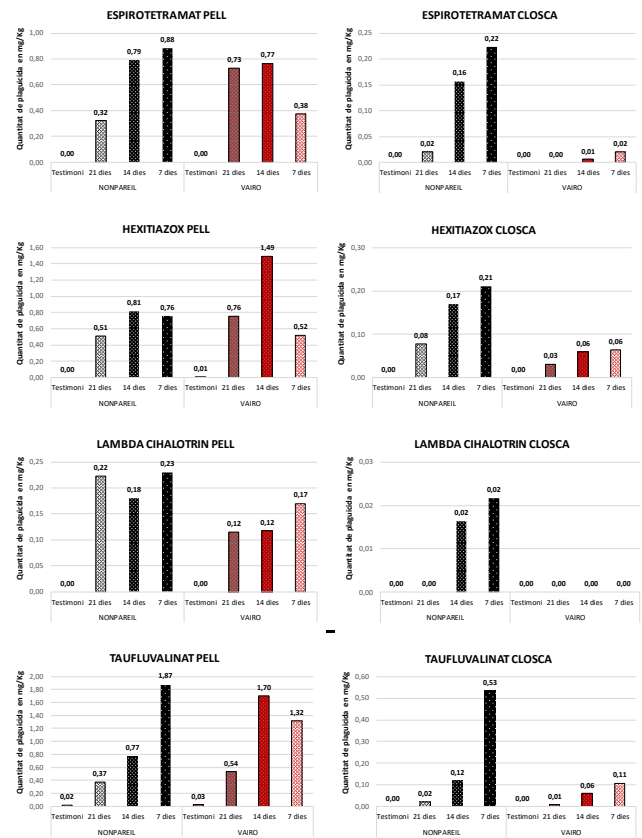 ESPIROTETRAMAT PELL
Quantitat de plaguicida en mg/Kg
1,00
0,80
0,60
0,40
0,20
0,00
0,00 0,32 0,79 0,88 0,00 0,73 0,77 0,38
Testimoni 21 dies 14 dies 7 dies Testimoni 21 dies 14 dies 7 dies
NONPAREIL VAIRO
ESPIROTETRAMAT CLOSCA
Quantitat de plaguicida en mg/Kg
0,25
0,20
0,15
0,10
0,05
0,00
0,00 0,02 0,16 0,22 0,00 0,00 0,01 0,02
Testimoni 21 dies 14 dies 7 dies Testimoni 21 dies 14 dies 7 dies
NONPAREIL VAIRO
HEXITIAZOX PELL
Quantitat de plaguicida en mg/Kg
1,60
1,40
1,20
1,00
0,80
0,60
0,40
0,20
0,00
0,00 0,51 0,81 0,76 0,01 0,76 1,49 0,52
Testimoni 21 dies 14 dies 7 dies Testimoni 21 dies 14 dies 7 dies
NONPAREIL VAIRO
HEXITIAZOX CLOSCA
Quantitat de plaguicida en mg/Kg
0,30
0,20
0,10
0,00
0,00 0,08 0,17 0,21 0,00 0,03 0,06 0,06
Testimoni 21 dies 14 dies 7 dies Testimoni 21 dies 14 dies 7 dies
NONPAREIL VAIRO
LAMBDA CIHALOTRIN PELL
Quantitat de plaguicida en mg/Kg
0,25
0,20
0,15
0,10
0,05
0,00
0,00 0,22 0,18 0,23 0,00 0,12 0,12 0,17
Testimoni 21 dies 14 dies 7 dies Testimoni 21 dies 14 dies 7 dies
NONPAREIL VAIRO
LAMBDA CIHALOTRIN CLOSCA
Quantitat de plaguicida en mg/Kg
0,03
0,02
0,01
0,00
0,00 0,00 0,02 0,02 0,00 0,00 0,00 0,00
Testimoni 21 dies 14 dies 7 dies Testimoni 21 dies 14 dies 7 dies
NONPAREIL VAIRO
TAUFLUVALINAT PELL
Quantitat de plaguicida en mg/Kg
2,00
1,80
1,60
1,40
1,20
1,00
0,80
0,60
0,40
0,20
0,00
0,02 0,37 0,77 1,87 0,03 0,54 1,70 1,32
Testimoni 21 dies 14 dies 7 dies Testimoni 21 dies 14 dies 7 dies
NONPAREIL VAIRO
TAUFLUVALINAT CLOSCA
Quantitat de plaguicida en mg/Kg
0,60
0,50
0,40
0,30
0,20
0,10
0,00
0,00 0,02 0,12 0,53 0,00 0,01 0,06 0,11
Testimoni 21 dies 14 dies 7 dies Testimoni 21 dies 14 dies 7 dies
NONPAREIL VAIRO